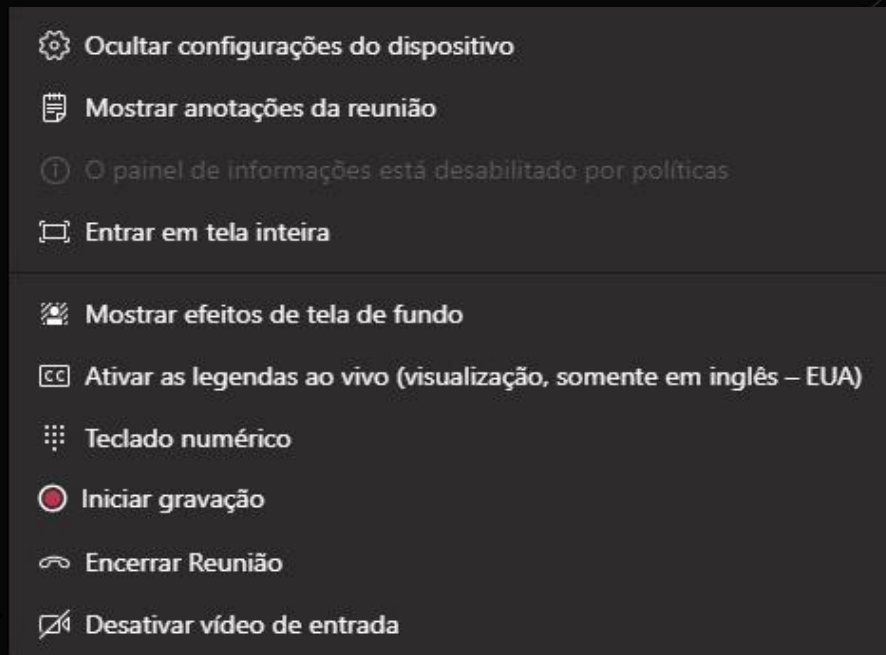 Ocultar configurações do dispositivo
Mostrar anotações da reunião
O painel de informações está desabilitado por políticas
Entrar em tela inteira
Mostrar efeitos de tela de fundo
CC Ativar as legendas ao vivo (visualização, somente em inglês – EUA)
Teclado numérico
Iniciar gravação
Encerrar Reunião
Desativar vídeo de entrada